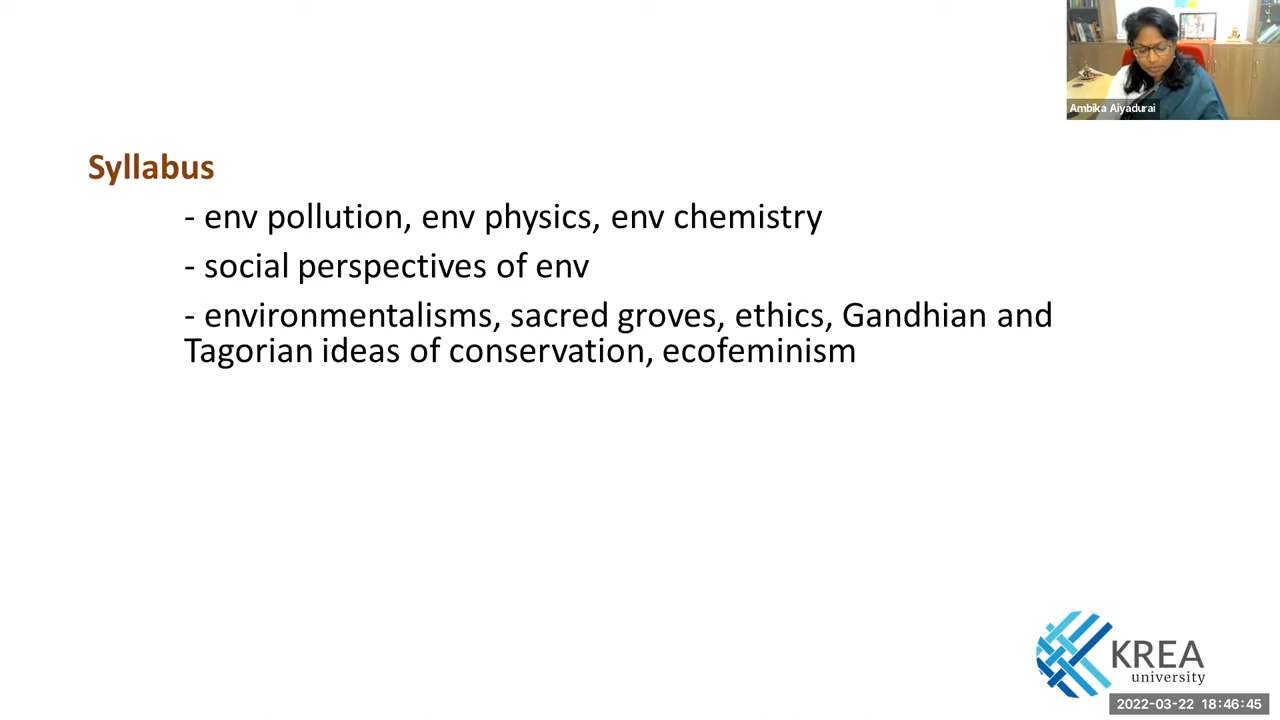 Ambika Aiyadurai
Syllabus
- env pollution, env physics, env chemistry
- social perspectives of env
- environmentalisms, sacred groves, ethics, Gandhian and
Tagorian ideas of conservation, ecofeminism
KREA
university
2022-03-22 18:46:45